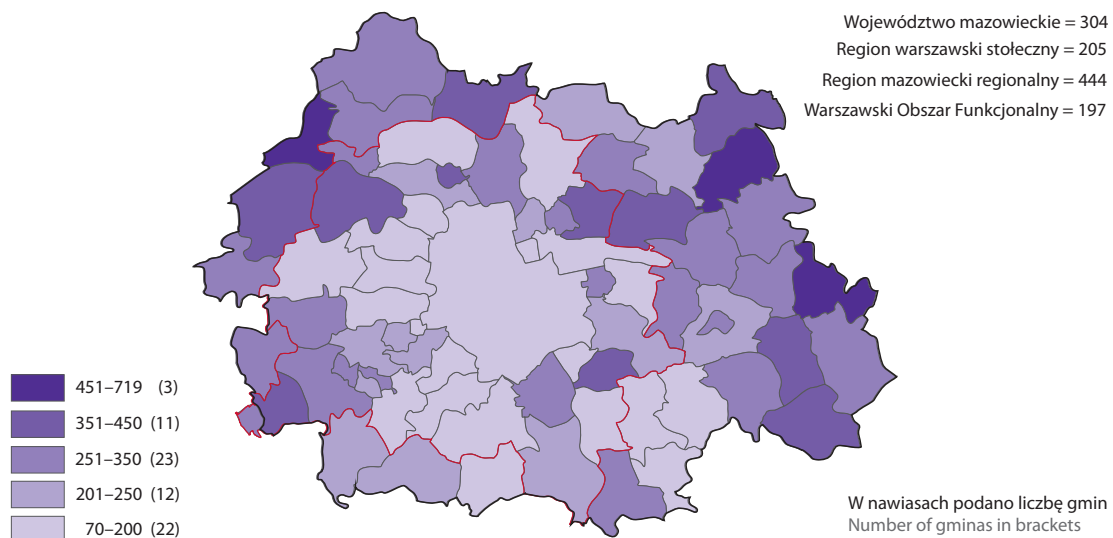 Województwo mazowieckie = 304
Region warszawski stołeczny = 205
Region mazowiecki regionalny = 444
Warszawski Obszar Funkcjonalny = 197
451–719 (3)
351–450 (11)
251–350 (23)
201–250 (12)
70–200 (22)
W nawiasach podano liczbę gmin
Number of gminas in brackets